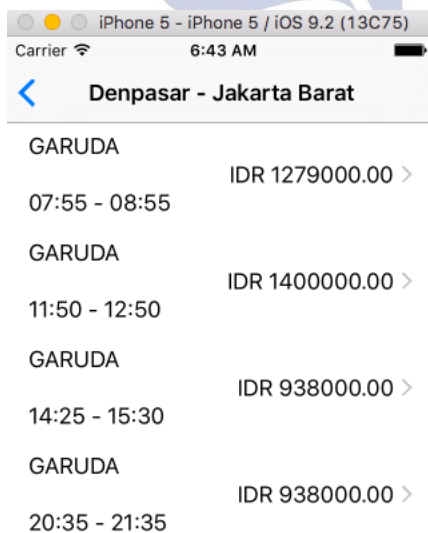 iPhone 5 - iPhone 5 / iOS 9.2 (13C75)
Carrier 6:43 AM
Denpasar - Jakarta Barat
GARUDA
IDR 1279000.00
07:55 - 08:55
GARUDA
IDR 1400000.00
11:50 - 12:50
GARUDA
IDR 938000.00
14:25 - 15:30
GARUDA
IDR 938000.00
20:35 - 21:35